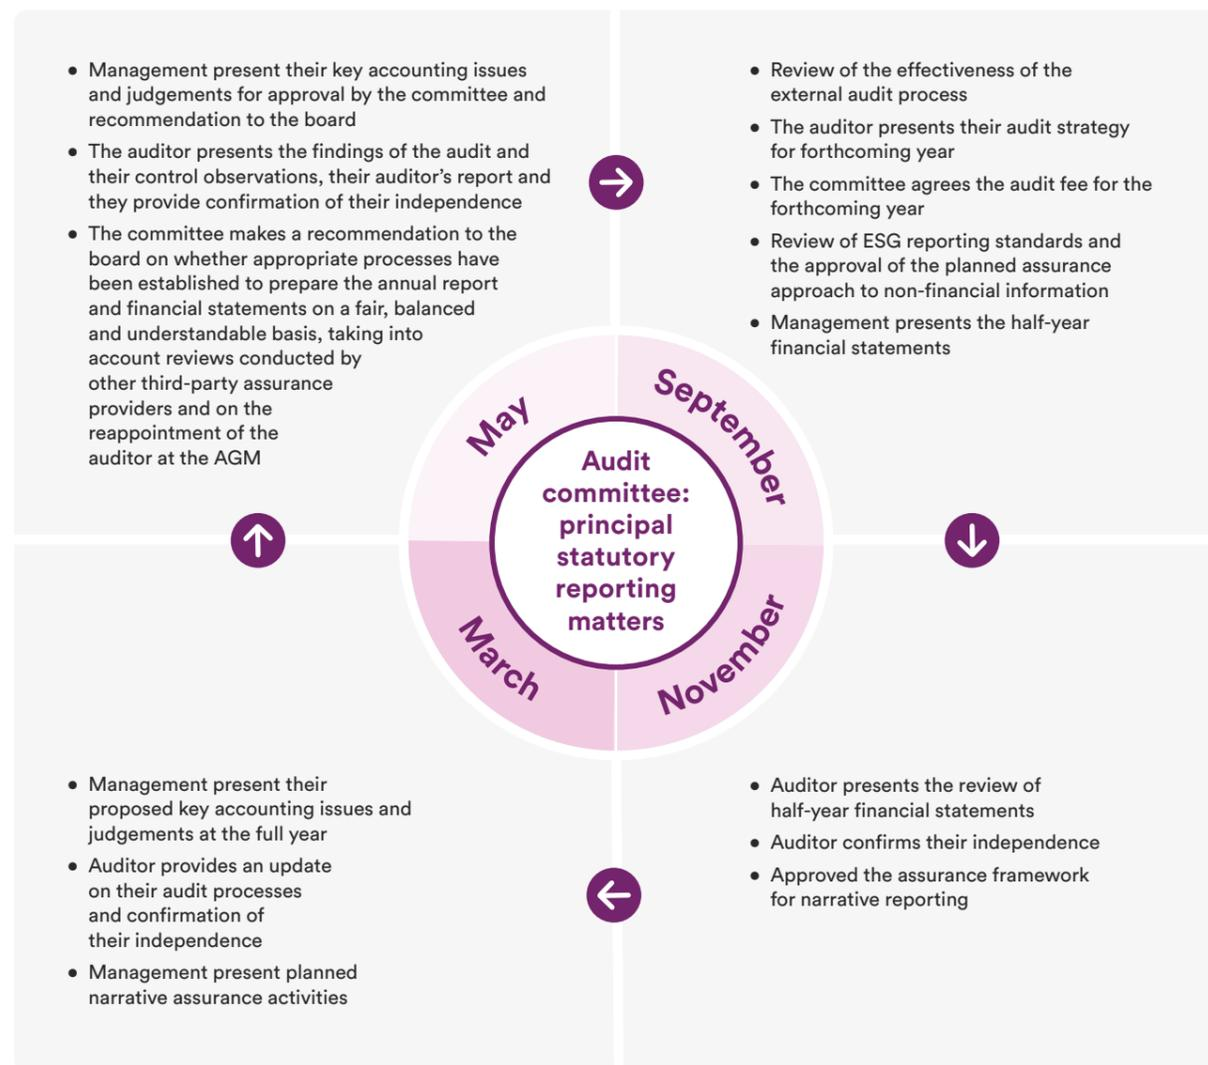 • Management present their key accounting issues
and judgements for approval by the committee and
recommendation to the board
• The auditor presents the findings of the audit and
their control observations, their auditor’s report and
they provide confirmation of their independence
• The committee makes a recommendation to the
board on whether appropriate processes have
been established to prepare the annual report
and financial statements on a fair, balanced
and understandable basis, taking into
account reviews conducted by
other third-party assurance
providers and on the
reappointment of the
auditor at the AGM
• Review of the effectiveness of the
external audit process
• The auditor presents their audit strategy
for forthcoming year
• The committee agrees the audit fee for the
forthcoming year
• Review of ESG reporting standards and
the approval of the planned assurance
approach to non-financial information
• Management presents the half-year
financial statements
May
September
Audit
committee:
principal
statutory
reporting
matters
March
November
• Management present their
proposed key accounting issues and
judgements at the full year
• Auditor provides an update
on their audit processes
and confirmation of
their independence
• Management present planned
narrative assurance activities
• Auditor presents the review of
half-year financial statements
• Auditor confirms their independence
• Approved the assurance framework
for narrative reporting